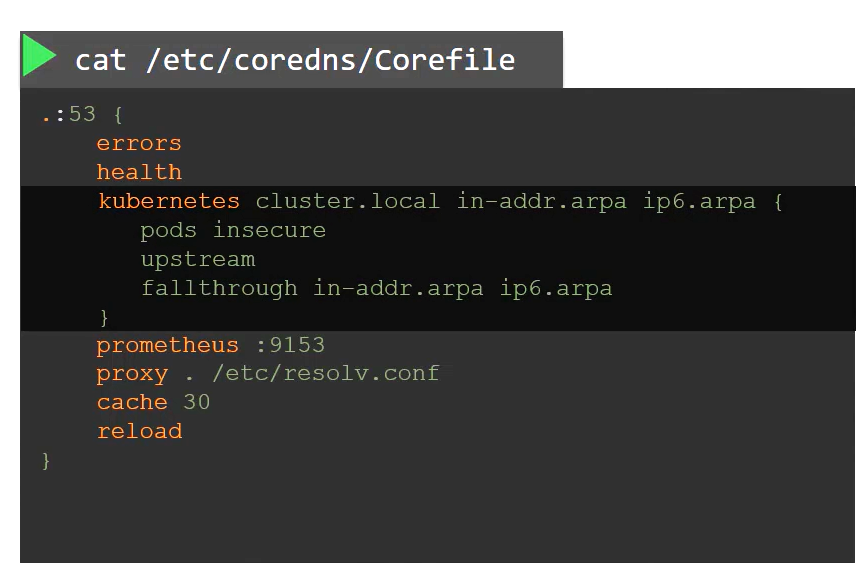 cat /etc/coredns/Corefile
.:53 {
errors
health
kubernetes cluster.local in-addr.arpa ip6.arpa {
pods insecure
upstream
fallthrough in-addr.arpa ip6.arpa
}
prometheus :9153
proxy . /etc/resolv.conf
cache 30
reload
}